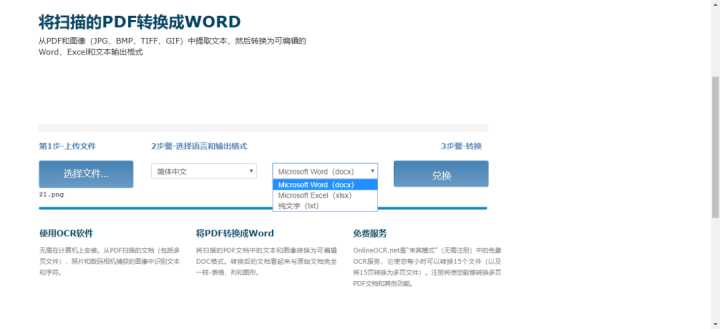 将扫描的PDF转换成WORD
从PDF和图像（JPG、BMP、TIFF、GIF）中提取文本，然后转换为可编辑的
Word、Excel和文本输出格式
第1步-上传文件
2步骤-选择语言和输出格式
3步骤-转换
选择文件...
简体中文
Microsoft Word（docx）
兑换
21.png
Microsoft Word（docx）
Microsoft Excel（xlsx）
纯文字（txt）
使用OCR软件
将PDF转换成Word
免费服务
无需在计算机上安装。从PDF扫描的文档（包括多
页文件），照片和数码相机捕获的图像中识别文本
和字符。
将扫描的PDF文档中的文本和图像转换为可编辑
DOC格式。转换后的文档看起来与原始文档完全
一样-表格，列和图形。
OnlineOCR.net是“来宾模式”（无需注册）中的免费
OCR服务，它使您每小时可以转换15个文件（以及
将15页转换为多页文件）。注册将使您能够转换多页
PDF文档和其他功能。